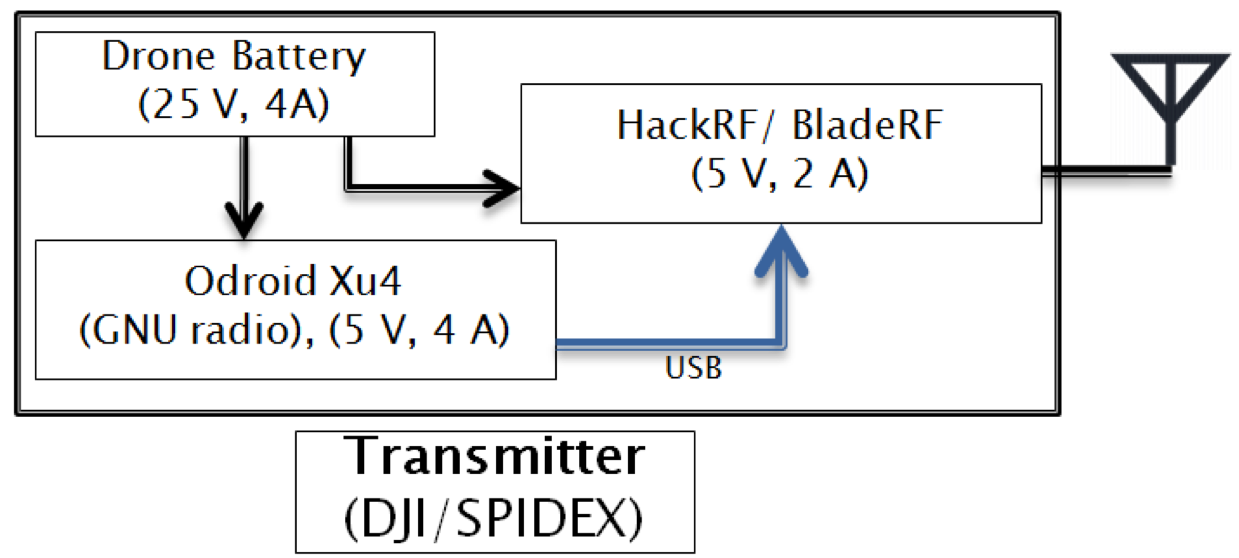 Drone Battery
(25 V, 4A)
HackRF/ BladeRF
(5 V, 2 A)
Odroid Xu4
(GNU radio), (5 V, 4 A)
USB
Transmitter
(DJI/SPIDEX)